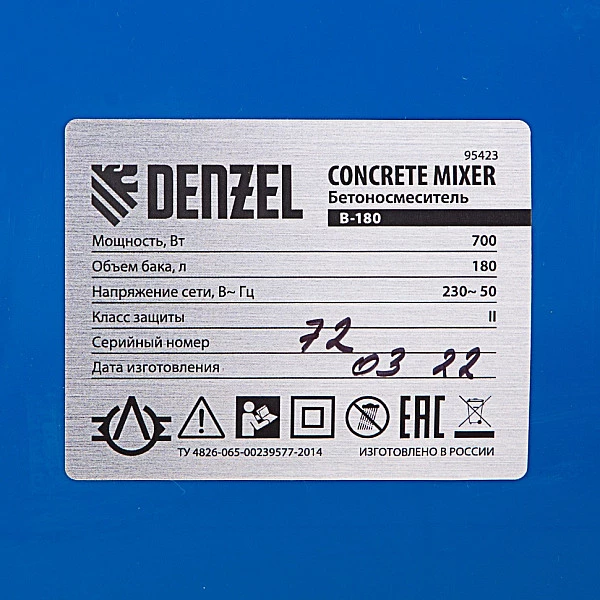 95423
DENZEL
CONCRETE MIXER
Бетоносмеситель
B-180
Мощность, Вт 700
Объем бака, л 180
Напряжение сети, В~ Гц 230~ 50
Класс защиты II
Серийный номер 72
Дата изготовления 03 22
EAC
ТУ 4826-065-00239577-2014 ИЗГОТОВЛЕНО В РОССИИ